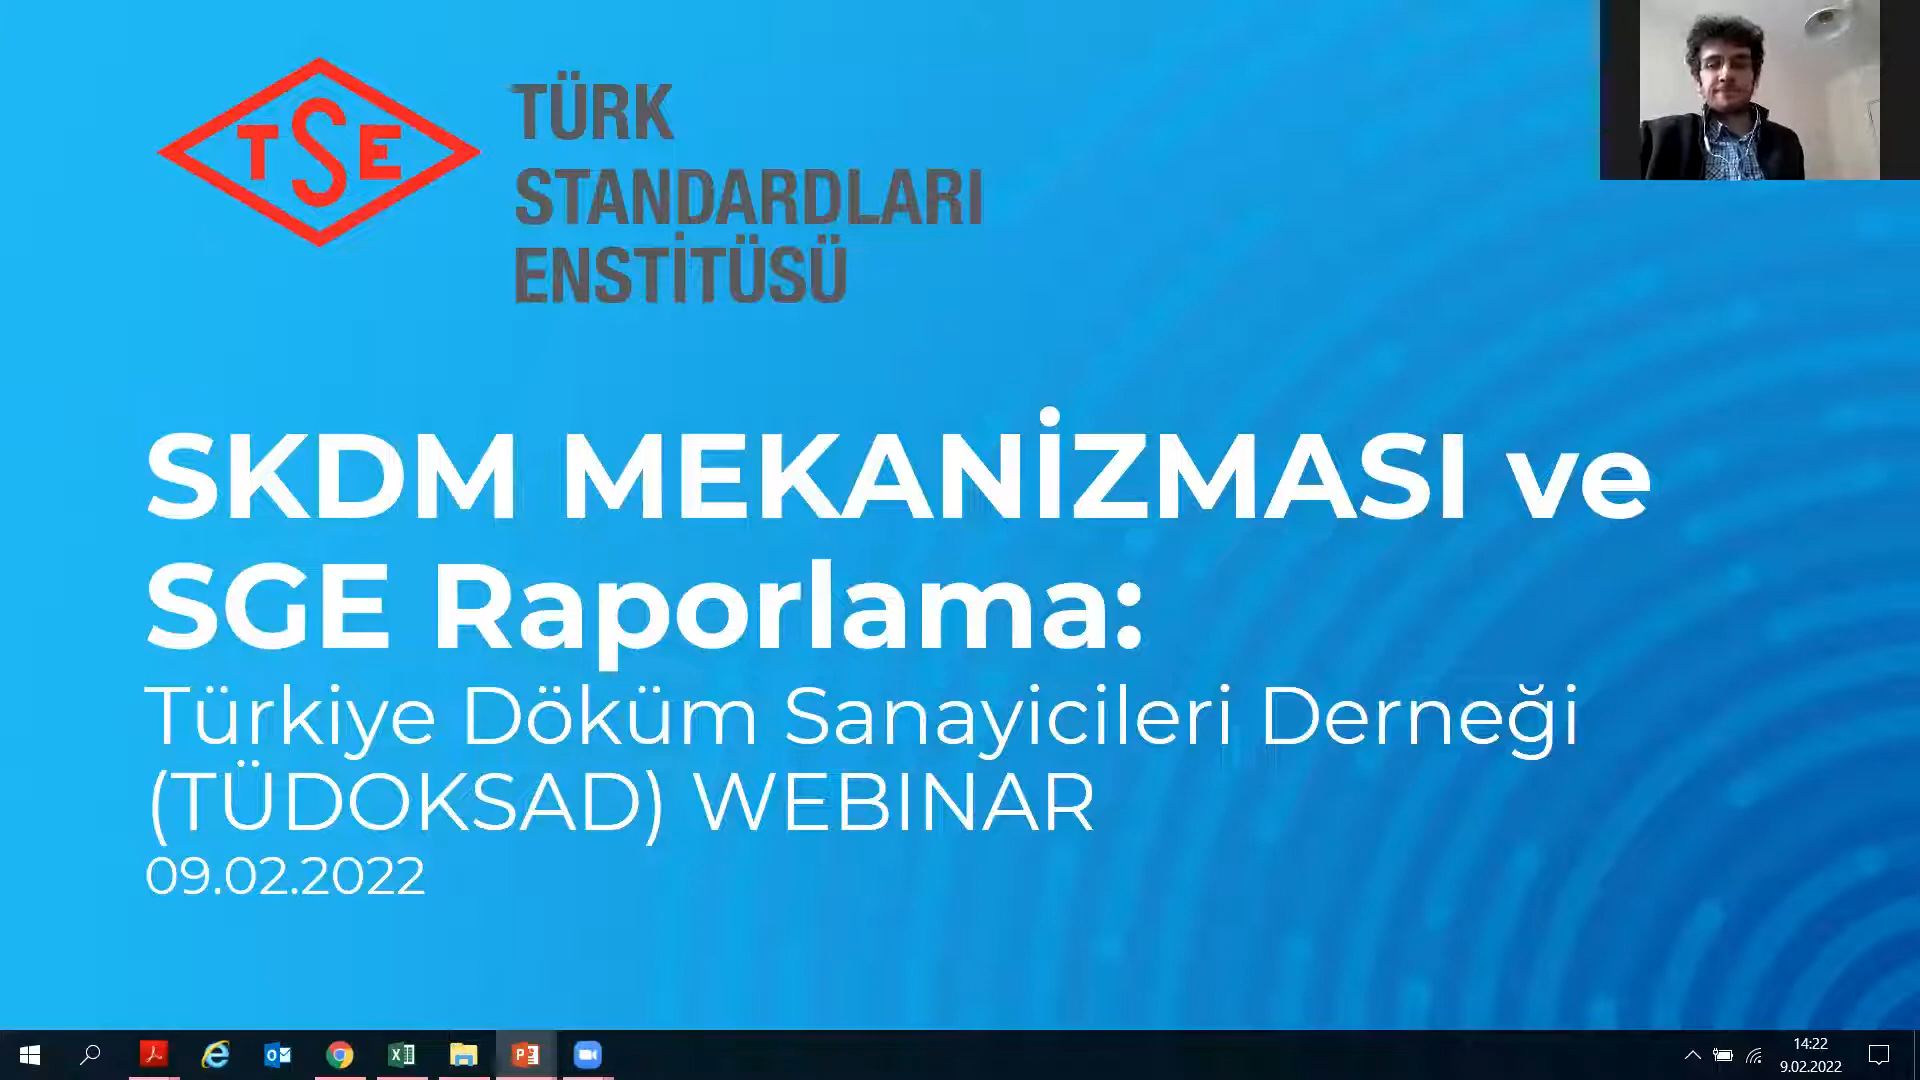 TSE
TÜRK
STANDARDLARI
ENSTİTÜSÜ
SKDM MEKANİZMASI ve
SGE Raporlama:
Türkiye Döküm Sanayicileri Derneği
(TÜDOKSAD) WEBINAR
09.02.2022
14:22
9.02.2022